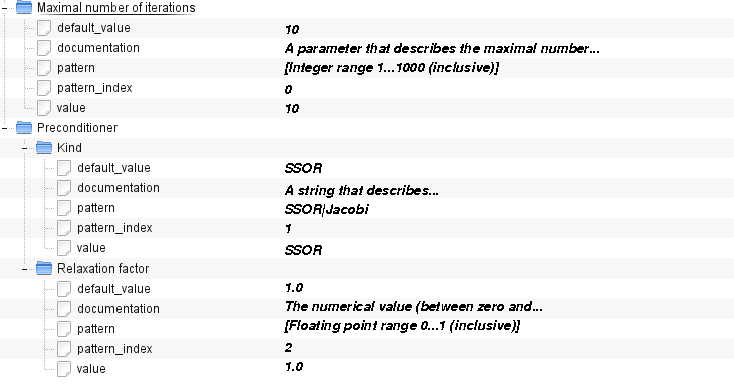 Maximal number of iterations
default_value 10
documentation A parameter that describes the maximal number...
pattern [Integer range 1...1000 (inclusive)]
pattern_index 0
value 10
Preconditioner
Kind
default_value SSOR
documentation A string that describes...
pattern SSOR|Jacobi
pattern_index 1
value SSOR
Relaxation factor
default_value 1.0
documentation The numerical value (between zero and...
pattern [Floating point range 0...1 (inclusive)]
pattern_index 2
value 1.0